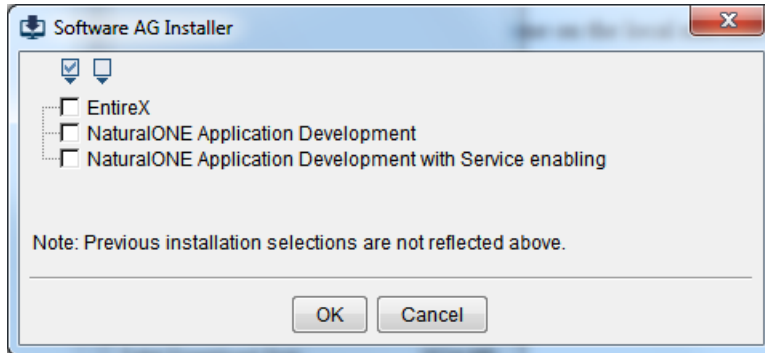 Software AG Installer
EntireX
NaturalONE Application Development
NaturalONE Application Development with Service enabling
Note: Previous installation selections are not reflected above.
OK
Cancel